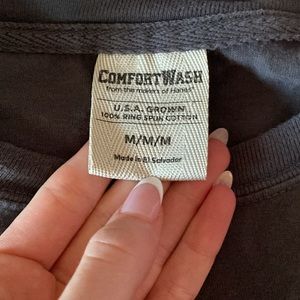 COMFORTWASH
from the makers of Hanes®
U.S.A. GROWN
100% RING SPUN COTTON
M/M/M
Made in El Salvador